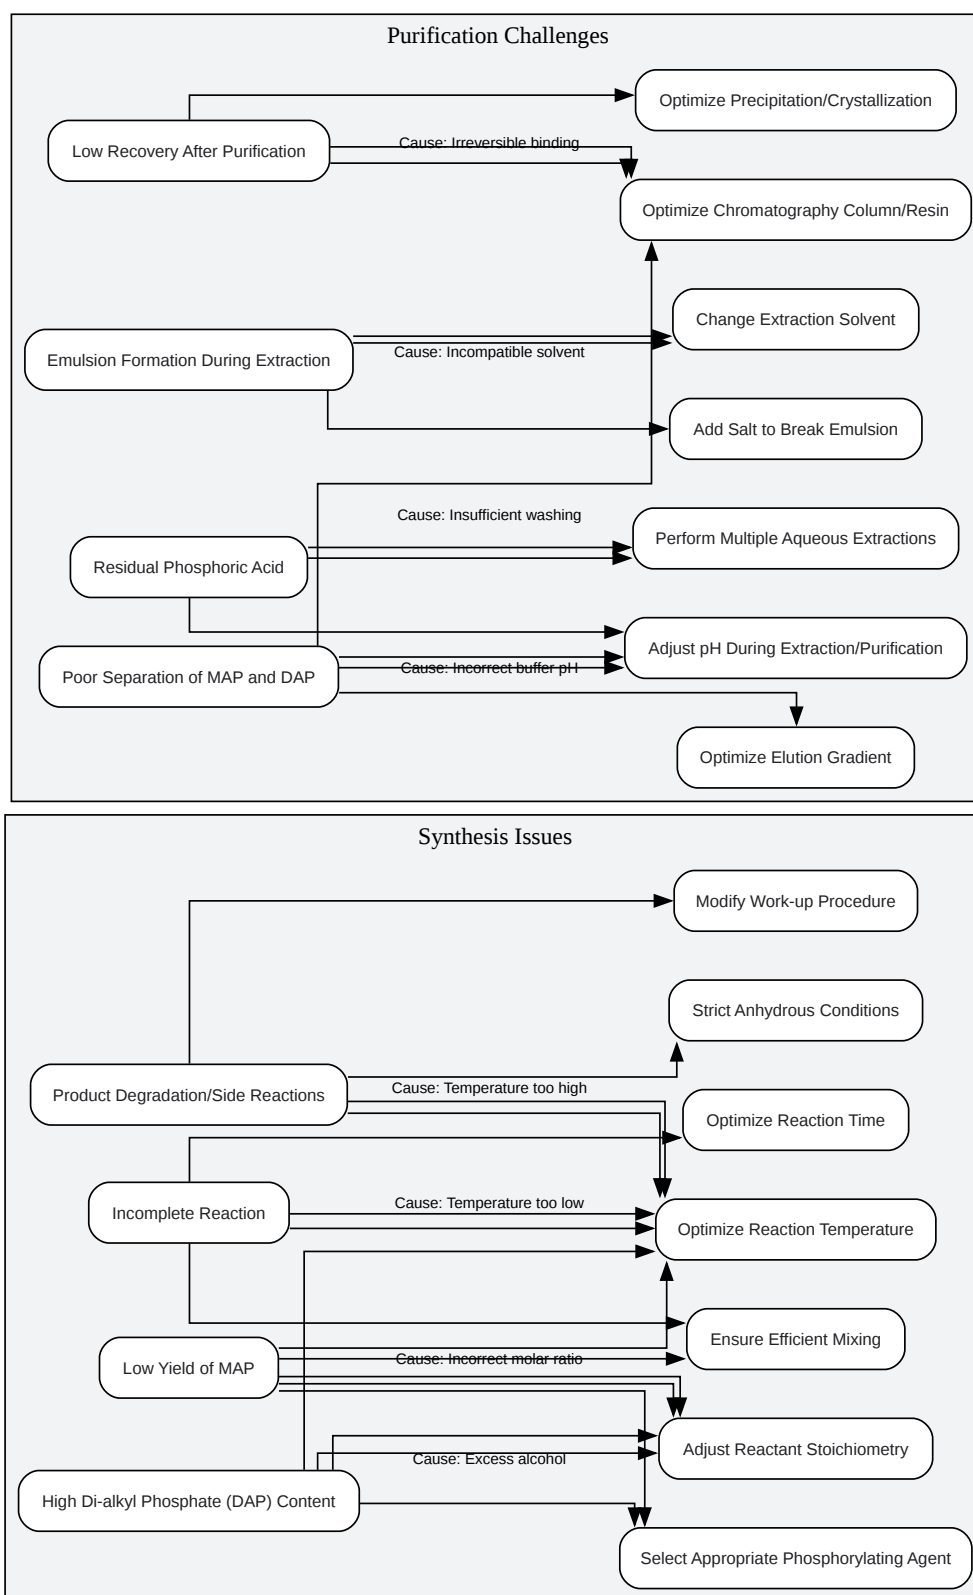 Purification Challenges
Optimize Precipitation/Crystallization
Low Recovery After Purification
Cause: Irreversible binding
Optimize Chromatography Column/Resin
Change Extraction Solvent
Emulsion Formation During Extraction
Cause: Incompatible solvent
Add Salt to Break Emulsion
Cause: Insufficient washing
Perform Multiple Aqueous Extractions
Residual Phosphoric Acid
Adjust pH During Extraction/Purification
Cause: Incorrect buffer pH
Poor Separation of MAP and DAP
Optimize Elution Gradient
Synthesis Issues
Modify Work-up Procedure
Strict Anhydrous Conditions
Product Degradation/Side Reactions
Cause: Temperature too high
Optimize Reaction Time
Cause: Temperature too low
Incomplete Reaction
Optimize Reaction Temperature
Ensure Efficient Mixing
Cause: Incorrect molar ratio
Low Yield of MAP
Adjust Reactant Stoichiometry
Cause: Excess alcohol
High Di-alkyl Phosphate (DAP) Content
Select Appropriate Phosphorylating Agent